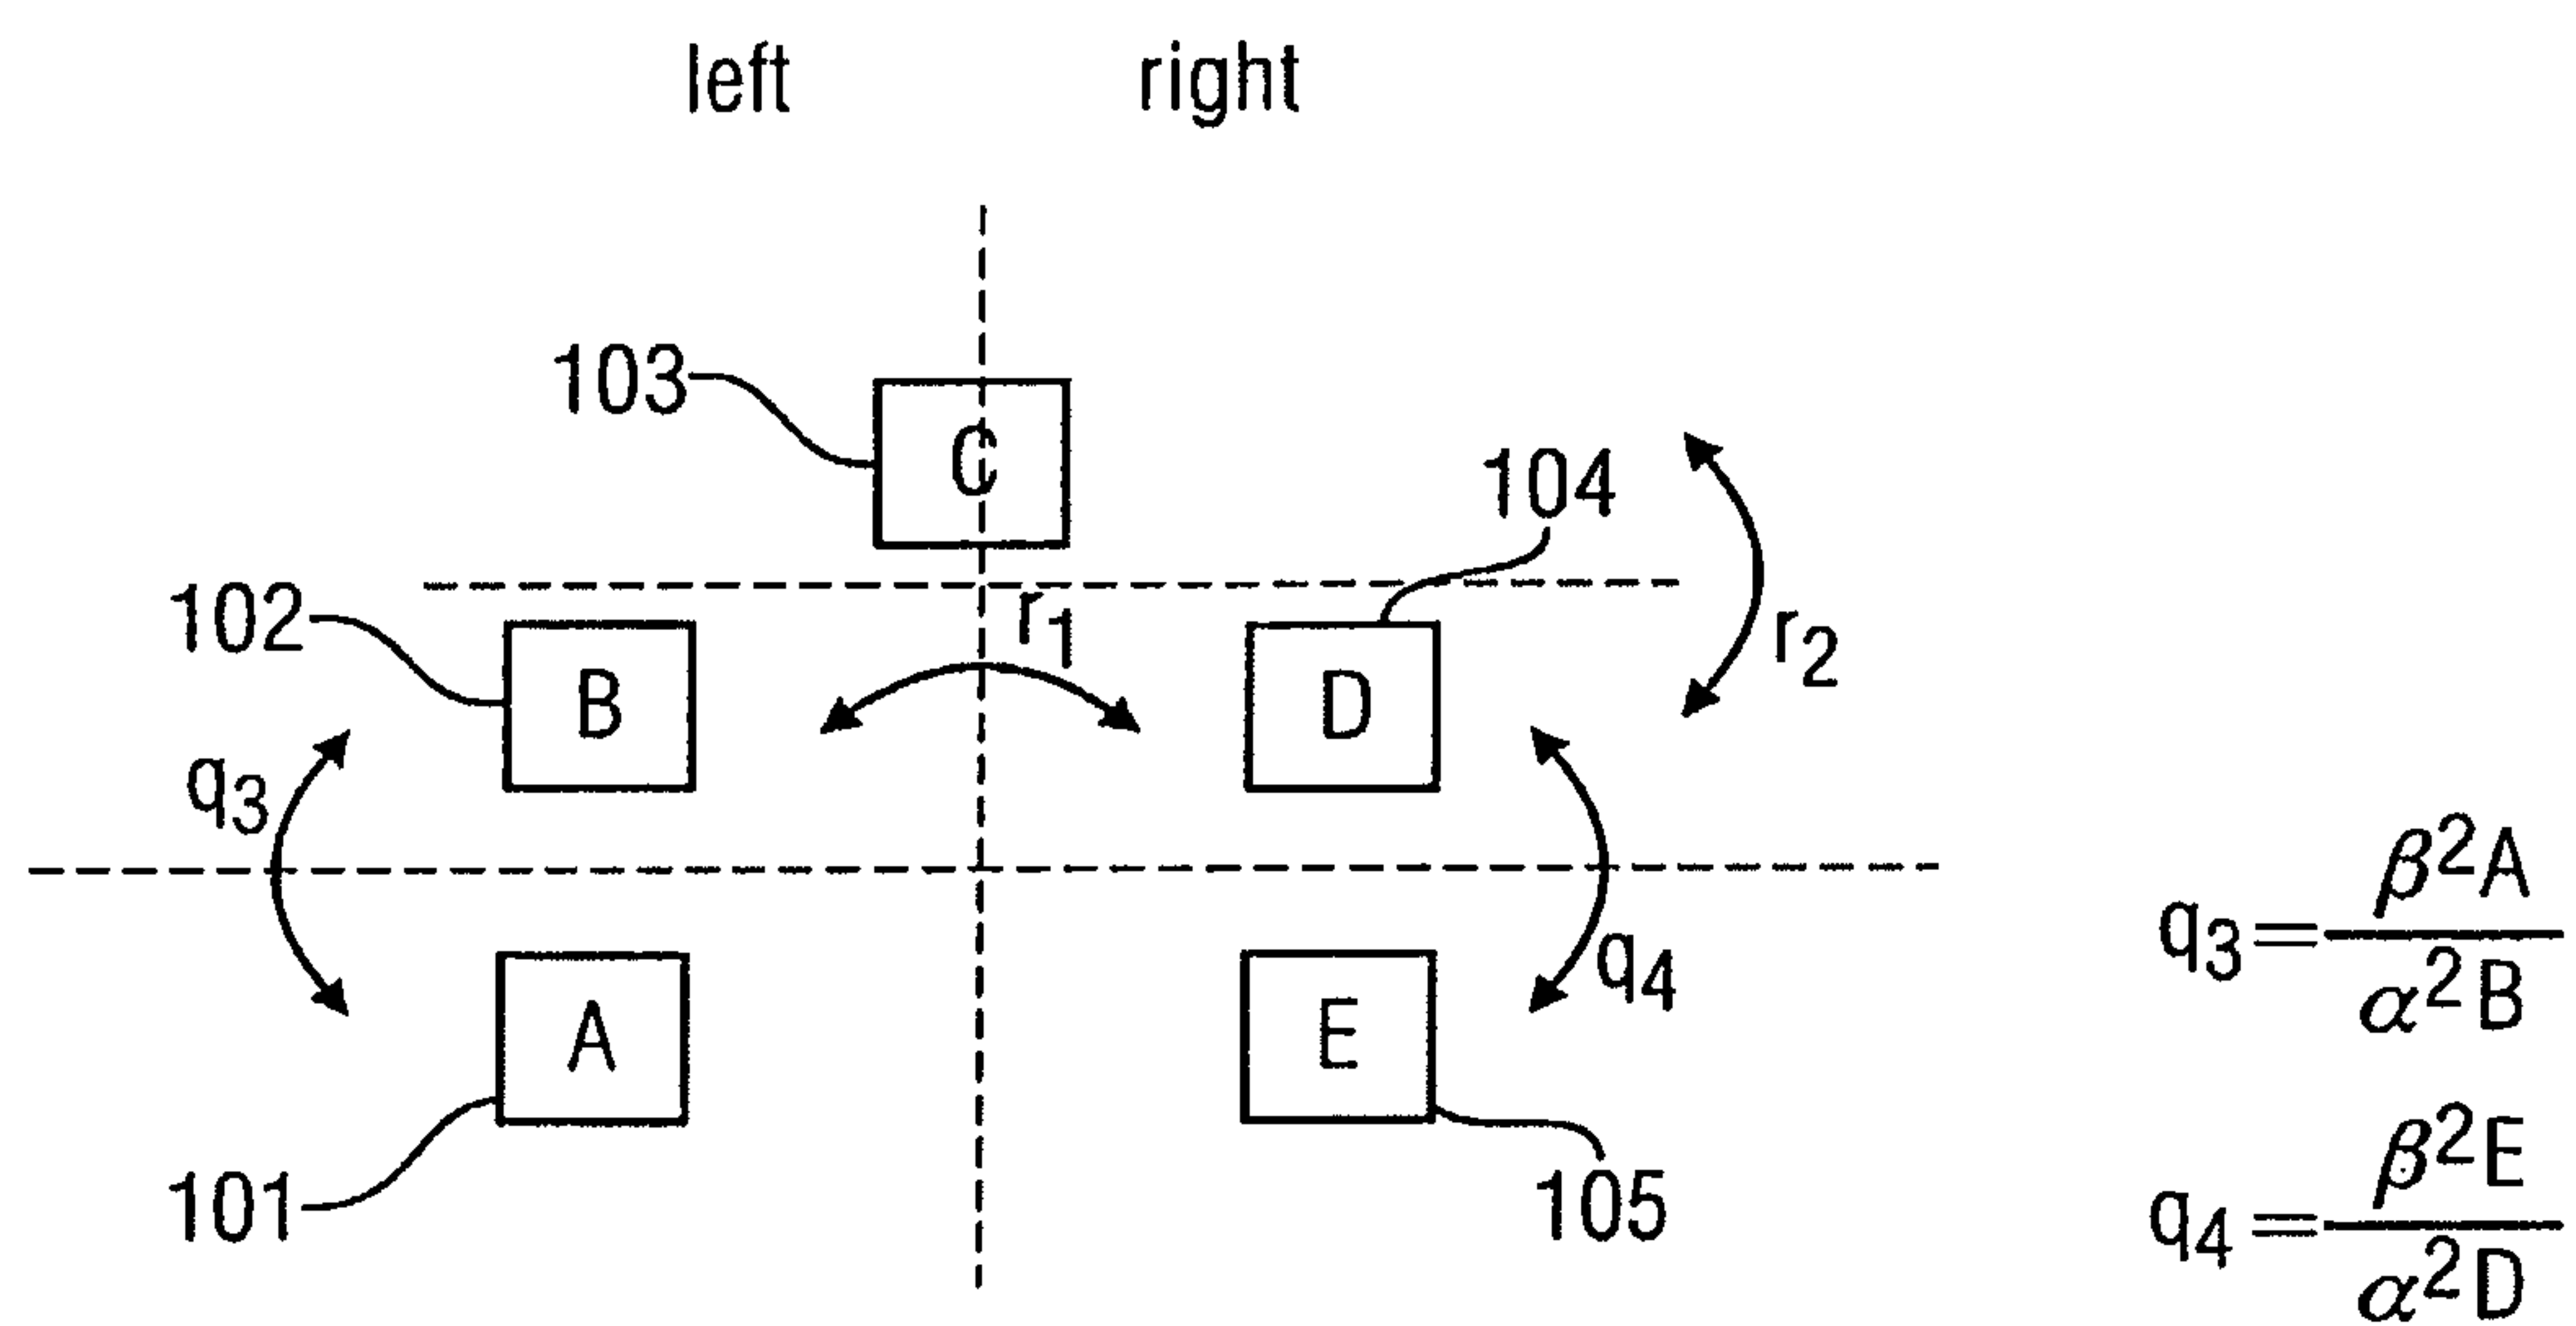 left right
103
C
104
102
r1
r2
B
D
q3
q3=β²A/α²B
q4
A
E
101
105
q4=β²E/α²D